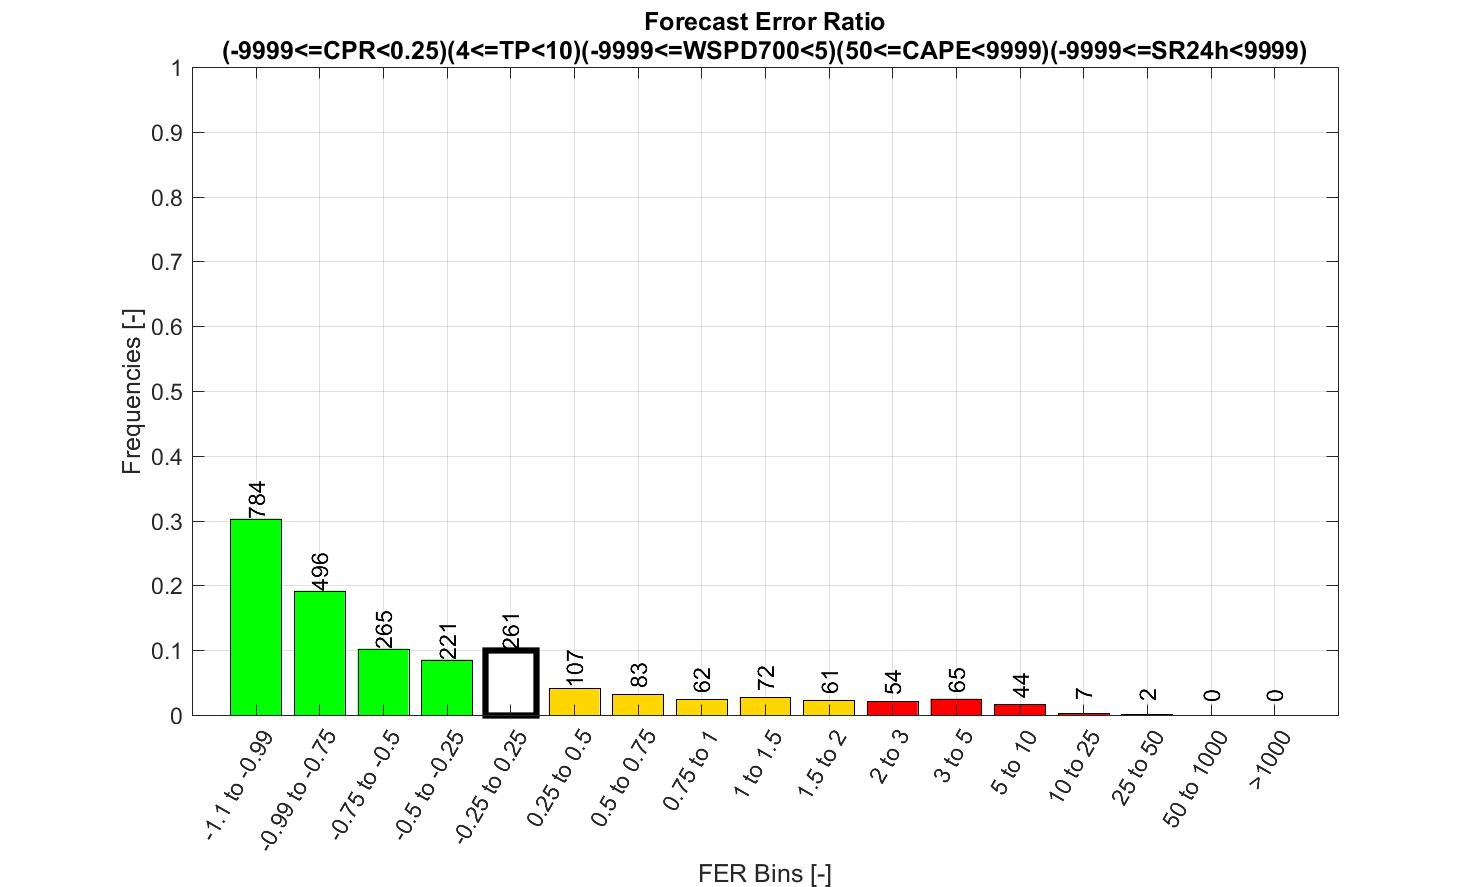 Forecast Error Ratio
(-9999<=CPR<0.25)(4<=TP<10)(-9999<=WSPD700<5)(50<=CAPE<9999)(-9999<=SR24h<9999)
Frequencies [-]
1
0.9
0.8
0.7
0.6
0.5
0.4
0.3
0.2
0.1
0
784
496
265
221
261
107
83
62
72
61
54
65
44
7
2
0
0
-1.1 to -0.99
-0.99 to -0.75
-0.75 to -0.5
-0.5 to -0.25
-0.25 to 0.25
0.25 to 0.5
0.5 to 0.75
0.75 to 1
1 to 1.5
1.5 to 2
2 to 3
3 to 5
5 to 10
10 to 25
25 to 50
50 to 1000
>1000
FER Bins [-]